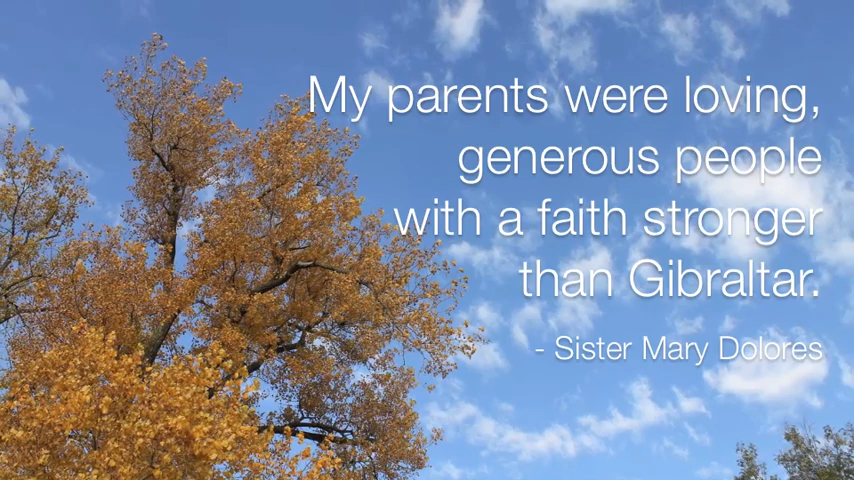 My parents were loving,
generous people
with a faith stronger
than Gibraltar.
- Sister Mary Dolores